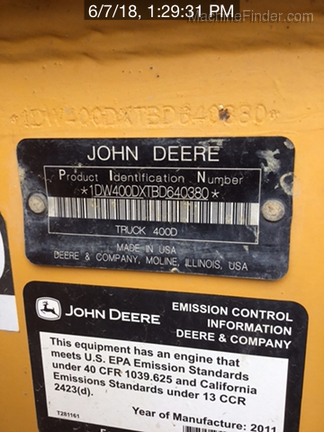 6/7/18, 1:29:31 PM
MachineFinder.com
*1DW400DXTBD640380*
JOHN DEERE
Product Identification Number
*1DW400DXTBD640380*
TRUCK 400D
MADE IN USA
DEERE & COMPANY, MOLINE, ILLINOIS, USA
JOHN DEERE
EMISSION CONTROL
INFORMATION
DEERE & COMPANY
This equipment has an engine that
meets U.S. EPA Emission Standards
under 40 CFR 1039.625 and California
Emissions Standards under 13 CCR
2423(d).
T281161
Year of Manufacture: 2011